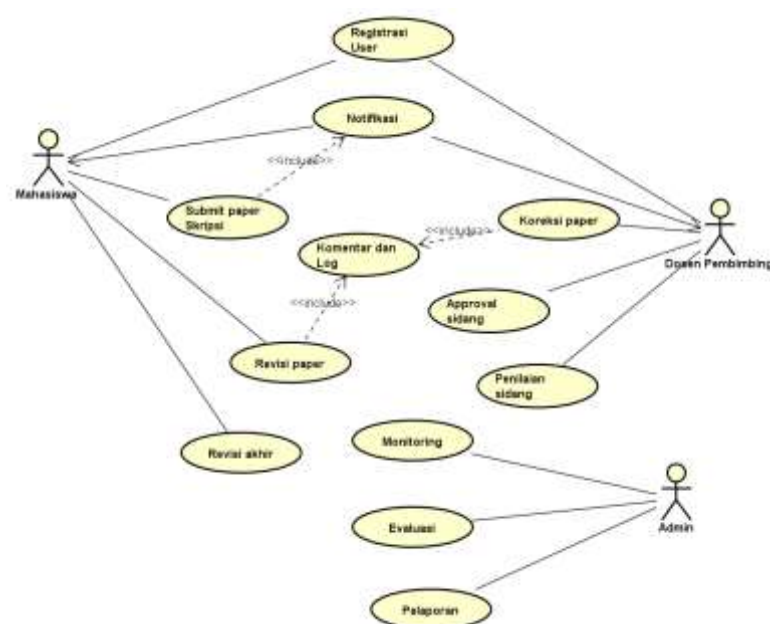 Registrasi
User
Notifikasi
<<include>>
Mahasiswa
Submit paper
Skripsi
Koreksi paper
<<include>>
Komentar dan
Log
Dosen Pembimbing
<<include>>
Approval
sidang
Revisi paper
Penilaian
sidang
Monitoring
Revisi akhir
Evaluasi
Admin
Pelaporan